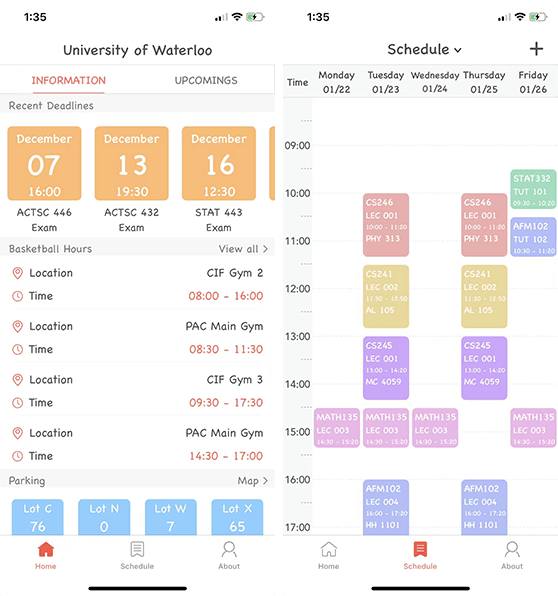 1:35
University of Waterloo
INFORMATION UPCOMINGS
Recent Deadlines
December December December
07 13 16
16:00 19:30 12:30
ACTSC 446 ACTSC 432 STAT 443
Exam Exam Exam
Basketball Hours View all >
Location CIF Gym 2
Time 08:00 - 16:00
Location PAC Main Gym
Time 08:30 - 11:30
Location CIF Gym 3
Time 09:30 - 17:30
Location PAC Main Gym
Time 14:30 - 17:00
Parking Map >
Lot C Lot N Lot W Lot X
76 0 7 65
Home Schedule About
1:35
Schedule
Time Monday Tuesday Wednesday Thursday Friday
01/22 01/23 01/24 01/25 01/26
09:00
STAT332
TUT 101
09:30 - 10:20
10:00
CS246 CS246
LEC 001 LEC 001
10:00 - 11:20 10:00 - 11:20
PHY 313 PHY 313
AFM102
TUT 102
10:30 - 11:20
11:00
CS241 CS241
LEC 002 LEC 002
11:30 - 12:50 11:30 - 12:50
AL 105 AL 105
12:00
13:00
CS245 CS245
LEC 001 LEC 001
13:00 - 14:20 13:00 - 14:20
MC 4059 MC 4059
14:00
MATH135 MATH135 MATH135 MATH135
LEC 003 LEC 003 LEC 003 LEC 003
14:30 - 15:20 14:30 - 15:20 14:30 - 15:20 14:30 - 15:20
15:00
16:00
AFM102 AFM102
LEC 004 LEC 004
16:00 - 17:20 16:00 - 17:20
HH 1101 HH 1101
17:00
Home Schedule About